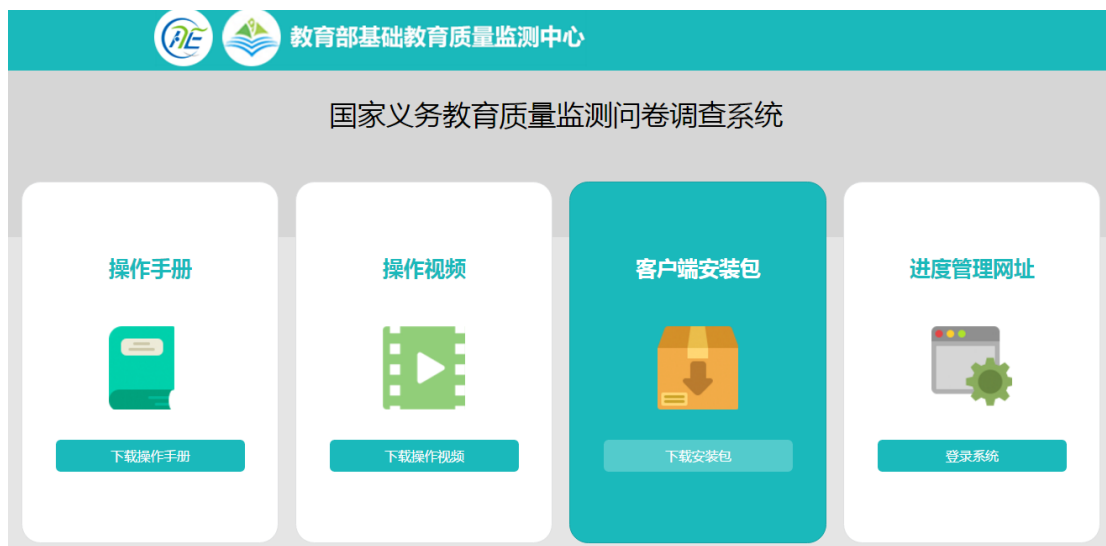 教育部基础教育质量监测中心
国家义务教育质量监测问卷调查系统
操作手册
操作视频
客户端安装包
进度管理网址
下载操作手册
下载操作视频
下载安装包
登录系统